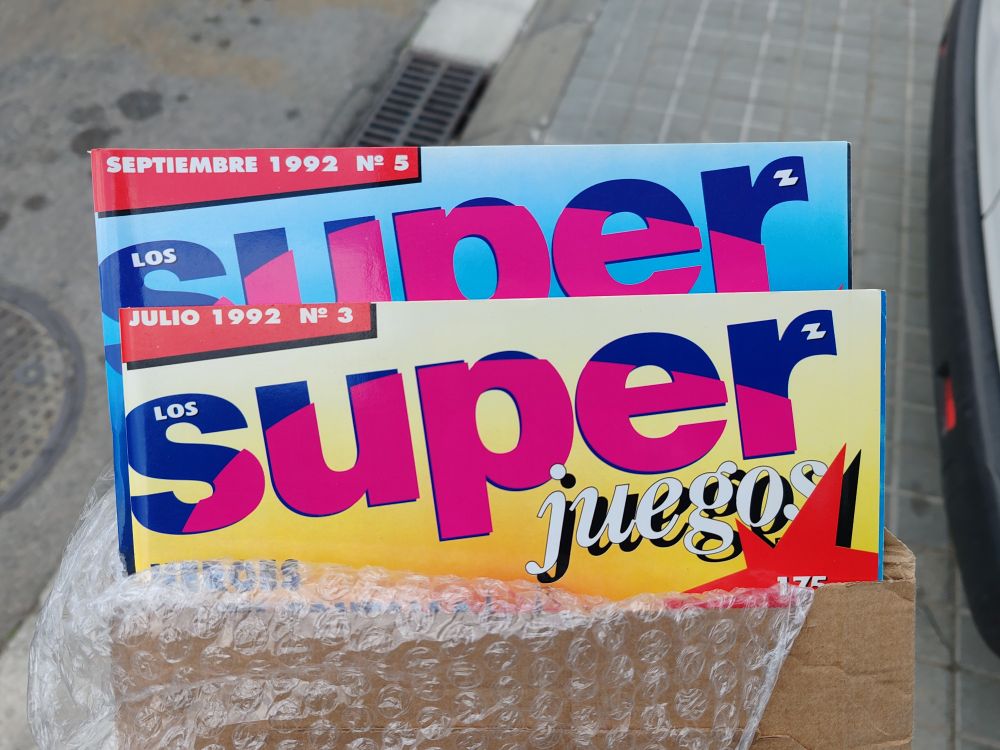 SEPTIEMBRE 1992 Nº 5
LOS
super
Z
JULIO 1992 Nº 3
LOS
super
Z
juegos
175